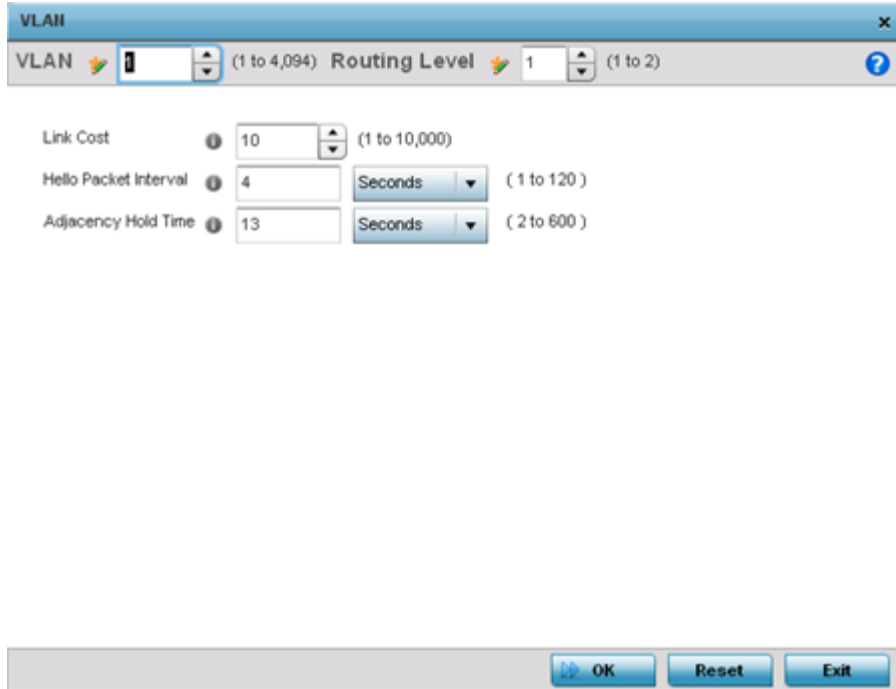 VLAN
VLAN 1 (1 to 4,094) Routing Level 1 (1 to 2)
Link Cost 10 (1 to 10,000)
Hello Packet Interval 4 Seconds ( 1 to 120 )
Adjacency Hold Time 13 Seconds ( 2 to 600 )
OK Reset Exit